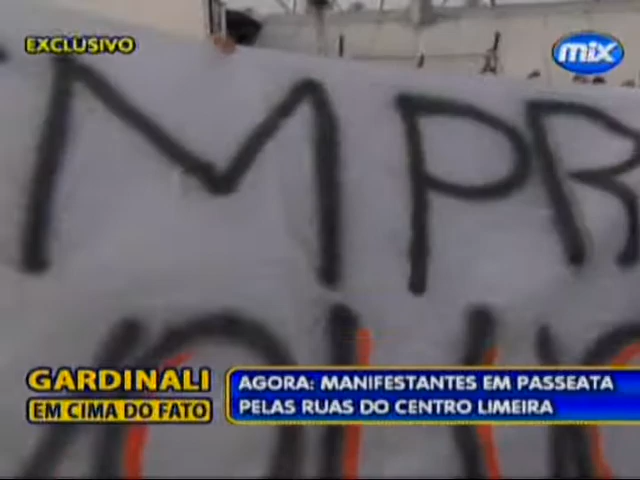 EXCLUSIVO
mix
MPR
GARDINALI
EM CIMA DO FATO
AGORA: MANIFESTANTES EM PASSEATA
PELAS RUAS DO CENTRO LIMEIRA